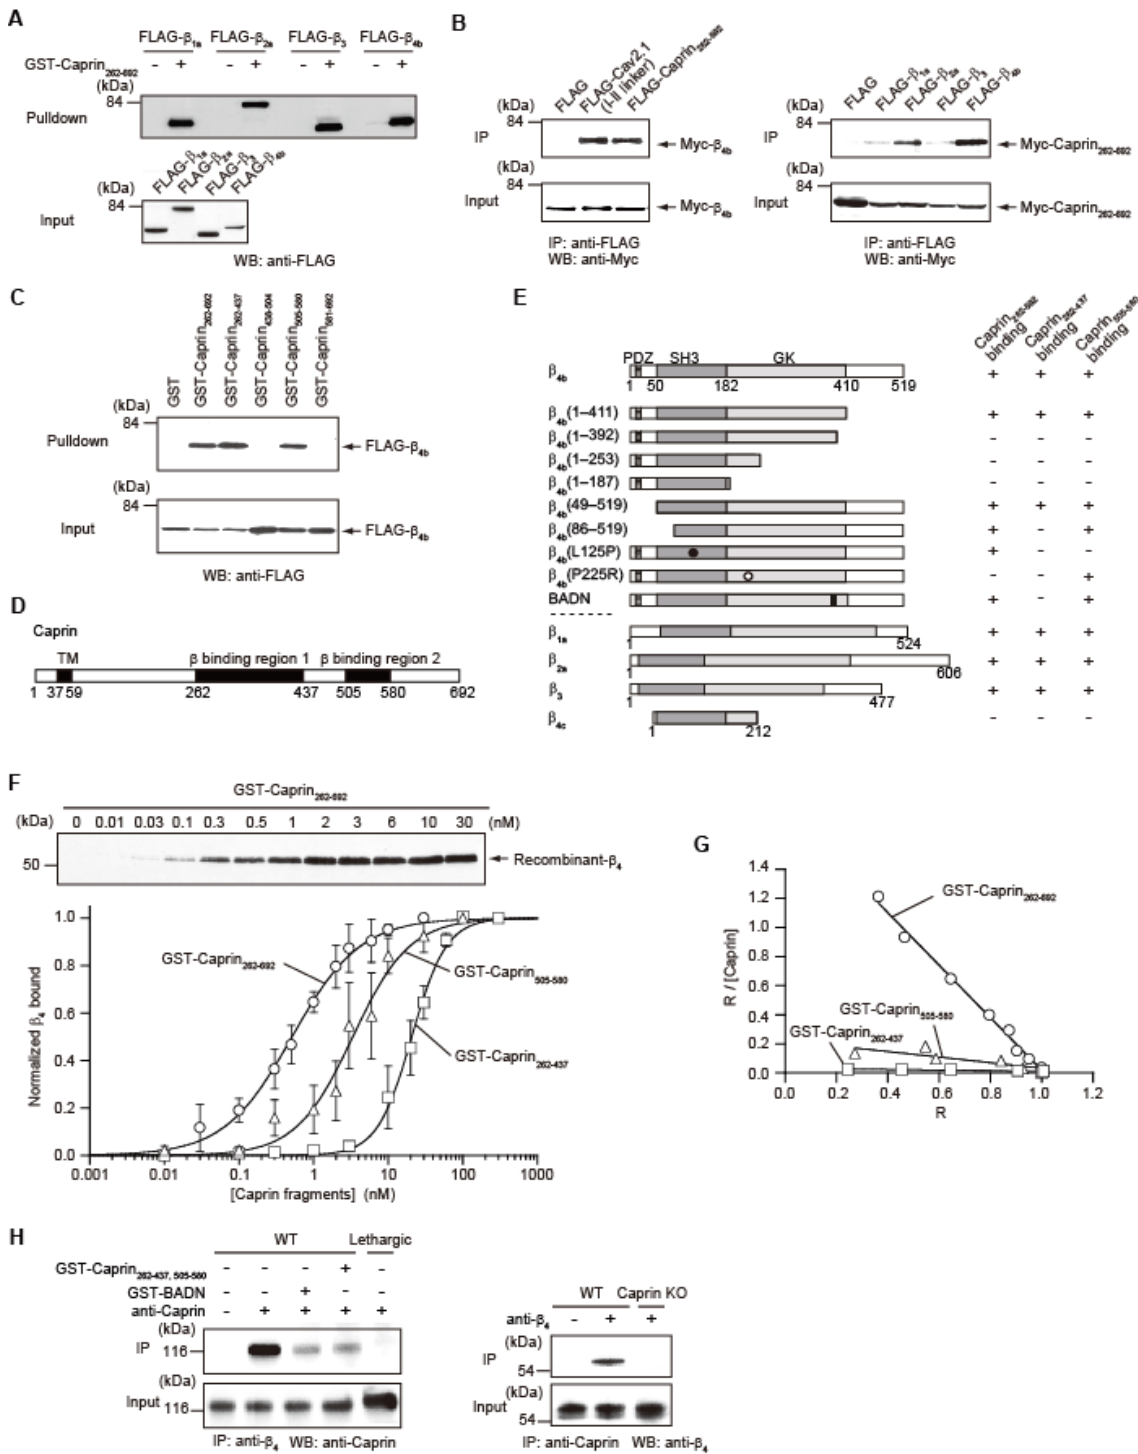 A
FLAG-β1a FLAG-β2a FLAG-β3 FLAG-β4b
GST-Caprin262-692 - + - + - + - +
(kDa)
84
Pulldown
FLAG-β1a FLAG-β2a FLAG-β3 FLAG-β4b
(kDa)
84
Input
WB: anti-FLAG
B
FLAG FLAG-Cav2.1 (I-II linker) FLAG-Caprin262-692
(kDa)
84
IP
Myc-β4b
(kDa)
84
Input
Myc-β4b
IP: anti-FLAG
WB: anti-Myc
FLAG FLAG-β1a FLAG-β2a FLAG-β3 FLAG-β4b
(kDa)
84
IP
Myc-Caprin262-692
(kDa)
84
Input
Myc-Caprin262-692
IP: anti-FLAG
WB: anti-Myc
C
GST GST-Caprin262-692 GST-Caprin262-437 GST-Caprin438-504 GST-Caprin505-580 GST-Caprin581-692
(kDa)
84
Pulldown
FLAG-β4b
(kDa)
84
Input
FLAG-β4b
WB: anti-FLAG
D
Caprin
TM β binding region 1 β binding region 2
1 37 59 262 437 505 580 692
E
Caprin262-692 binding Caprin262-437 binding Caprin505-580 binding
PDZ SH3 GK
β4b + + +
1 50 182 410 519
β4b(1–411) + + +
β4b(1–392) - - -
β4b(1–253) - - -
β4b(1–187) - - -
β4b(49–519) + + +
β4b(86–519) + - +
β4b(L125P) + - -
β4b(P225R) - - +
BADN + - +
β1a + + +
1 524
β2a + + +
1 606
β3 + + +
1 477
β4c - - -
1 212
F
GST-Caprin262-692
(kDa) 0 0.01 0.03 0.1 0.3 0.5 1 2 3 6 10 30 (nM)
50
Recombinant-β4
1.0
0.8
0.6
0.4
0.2
0.0
Normalized β4 bound
GST-Caprin262-692
GST-Caprin505-580
GST-Caprin262-437
0.001 0.01 0.1 1 10 100 1000
[Caprin fragments] (nM)
G
1.4
1.2
1.0
0.8
0.6
0.4
0.2
0.0
R / [Caprin]
GST-Caprin262-692
GST-Caprin505-580
GST-Caprin262-437
0.0 0.2 0.4 0.6 0.8 1.0 1.2
R
H
WT Lethargic
GST-Caprin262-437, 505-580 - - - + -
GST-BADN - - + - -
anti-Caprin - + + + +
(kDa)
IP 116
(kDa)
Input 116
IP: anti-β4 WB: anti-Caprin
WT Caprin KO
anti-β4 - + +
(kDa)
IP
54
(kDa)
Input
54
IP: anti-Caprin WB: anti-β4